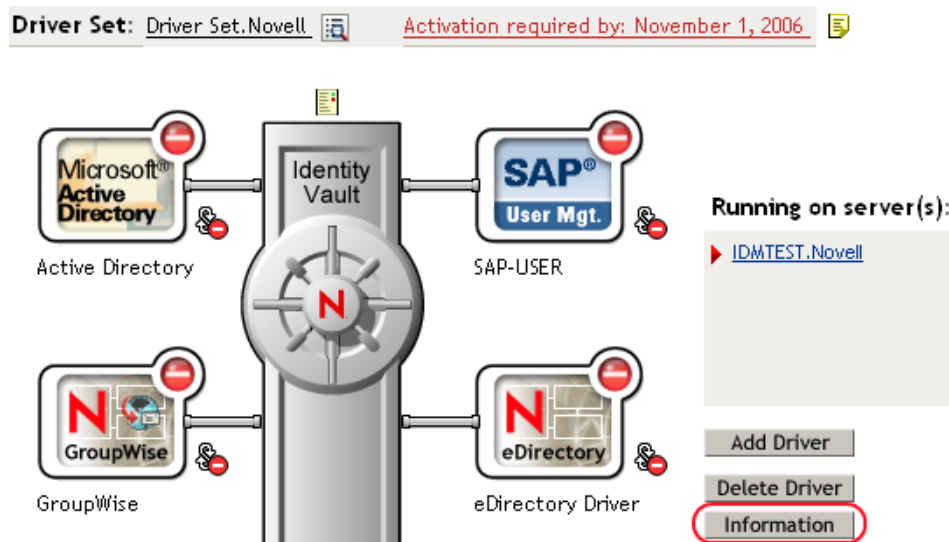 Driver Set: Driver Set.Novell Activation required by: November 1, 2006
Microsoft®
Active
Directory
Active Directory
Identity
Vault
N
SAP®
User Mgt.
SAP-USER
Running on server(s):
IDMTEST.Novell
N
GroupWise
GroupWise
N
eDirectory
eDirectory Driver
Add Driver
Delete Driver
Information